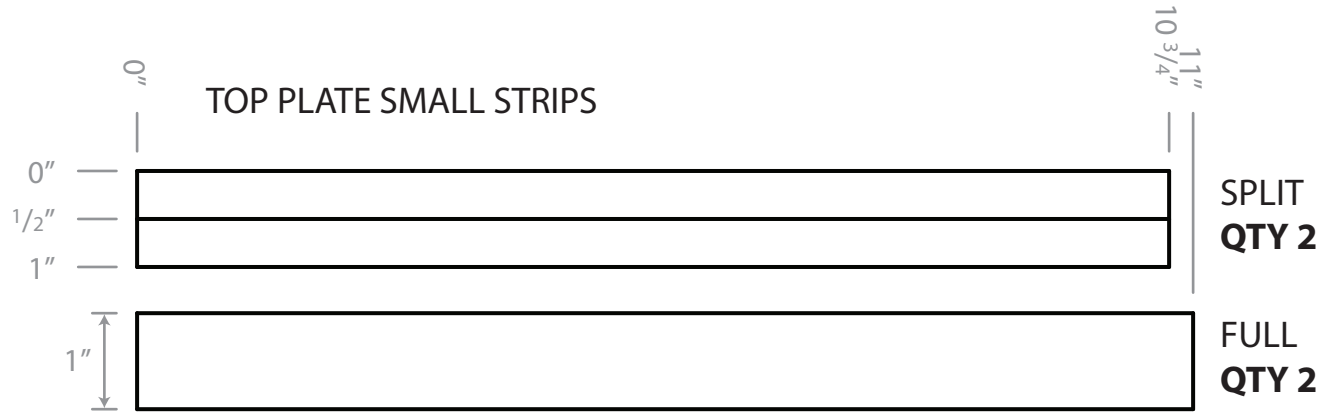 10 3/4"
11"
0"
TOP PLATE SMALL STRIPS
0"
1/2"
1"
SPLIT
QTY 2
1"
FULL
QTY 2